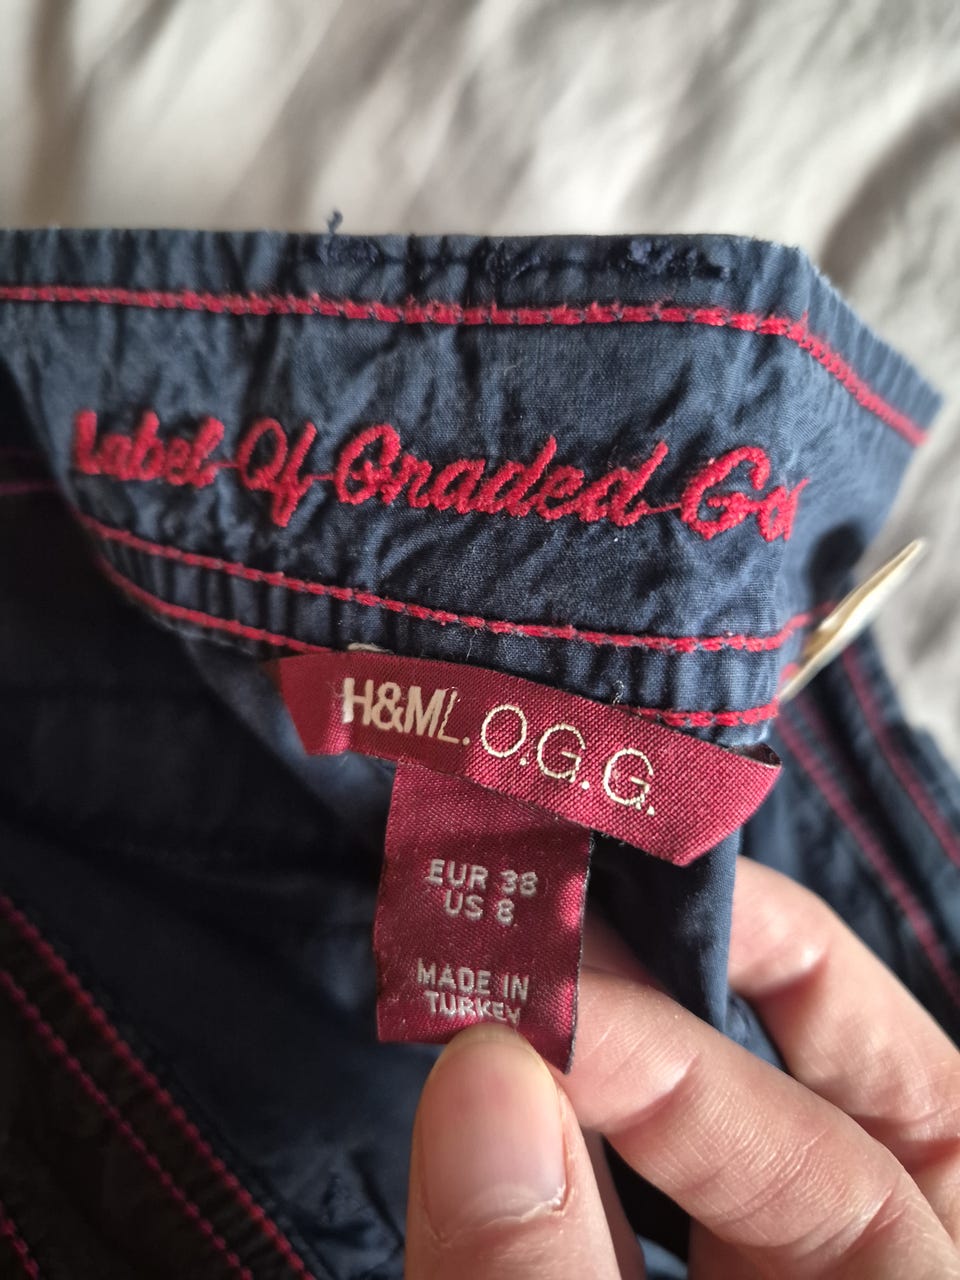 Label Of Graded Go
H&M L.O.G.G.
EUR 38
US 8
MADE IN
TURKEY